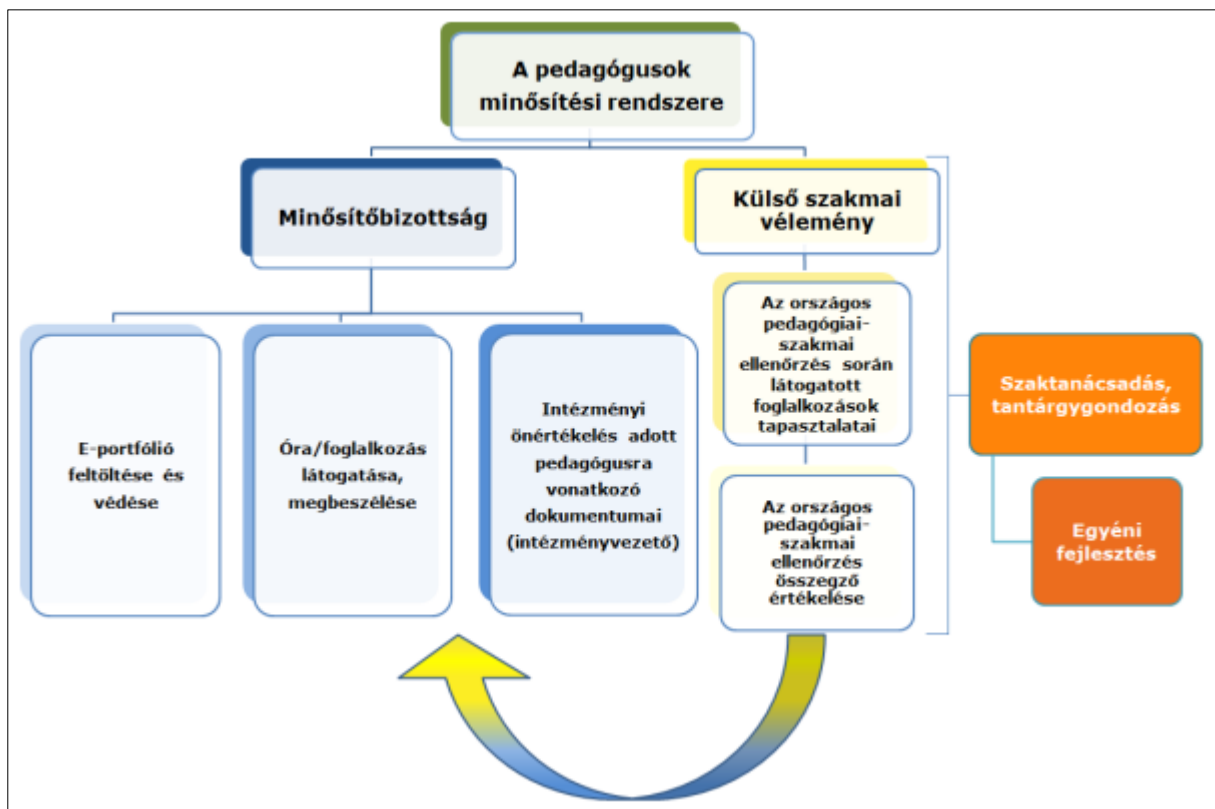 A pedagógusok
minősítési rendszere
Minősítőbizottság
Külső szakmai
vélemény
E-portfólió
feltöltése és
védése
Óra/foglalkozás
látogatása,
megbeszélése
Intézményi
önértékelés adott
pedagógusra
vonatkozó
dokumentumai
(intézményvezető)
Az országos
pedagógiai-
szakmai
ellenőrzés során
látogatott
foglalkozások
tapasztalatai
Az országos
pedagógiai-
szakmai
ellenőrzés
összegző
értékelése
Szaktanácsadás,
tantárgygondozás
Egyéni
fejlesztés